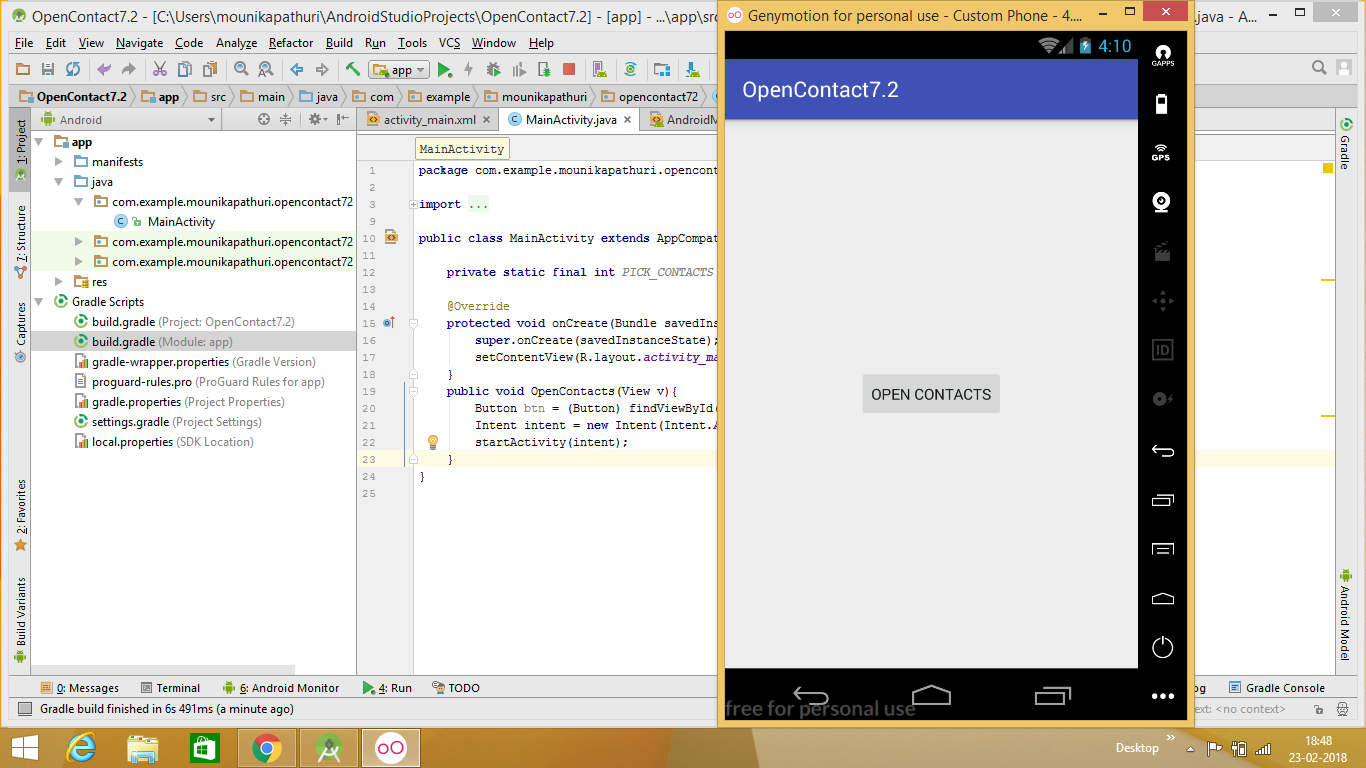 OpenContact7.2 - [C:\Users\mounikapathuri\AndroidStudioProjects\OpenContact7.2] - [app] - ...\app\src
.java - A...
Genymotion for personal use - Custom Phone - 4....
File Edit View Navigate Code Analyze Refactor Build Run Tools VCS Window Help
app
OpenContact7.2 app src main java com example mounikapathuri opencontact72
Android
activity_main.xml MainActivity.java AndroidM
1: Project
7: Structure
Captures
2: Favorites
Build Variants
app
manifests
java
com.example.mounikapathuri.opencontact72
MainActivity
com.example.mounikapathuri.opencontact72
com.example.mounikapathuri.opencontact72
res
Gradle Scripts
build.gradle (Project: OpenContact7.2)
build.gradle (Module: app)
gradle-wrapper.properties (Gradle Version)
proguard-rules.pro (ProGuard Rules for app)
gradle.properties (Project Properties)
settings.gradle (Project Settings)
local.properties (SDK Location)
MainActivity
1 package com.example.mounikapathuri.opencont
2
3 import ...
9
10 public class MainActivity extends AppCompat
11
12 private static final int PICK_CONTACTS
13
14 @Override
15 protected void onCreate(Bundle savedIns
16 super.onCreate(savedInstanceState);
17 setContentView(R.layout.activity_ma
18 }
19 public void OpenContacts(View v){
20 Button btn = (Button) findViewById(
21 Intent intent = new Intent(Intent.A
22 startActivity(intent);
23 }
24 }
25
4:10
OpenContact7.2
OPEN CONTACTS
free for personal use
GAPPS
GPS
ID
Gradle
Android Model
0: Messages Terminal 6: Android Monitor 4: Run TODO
og Gradle Console
Gradle build finished in 6s 491ms (a minute ago)
ext: <no context>
Desktop
18:48
23-02-2018